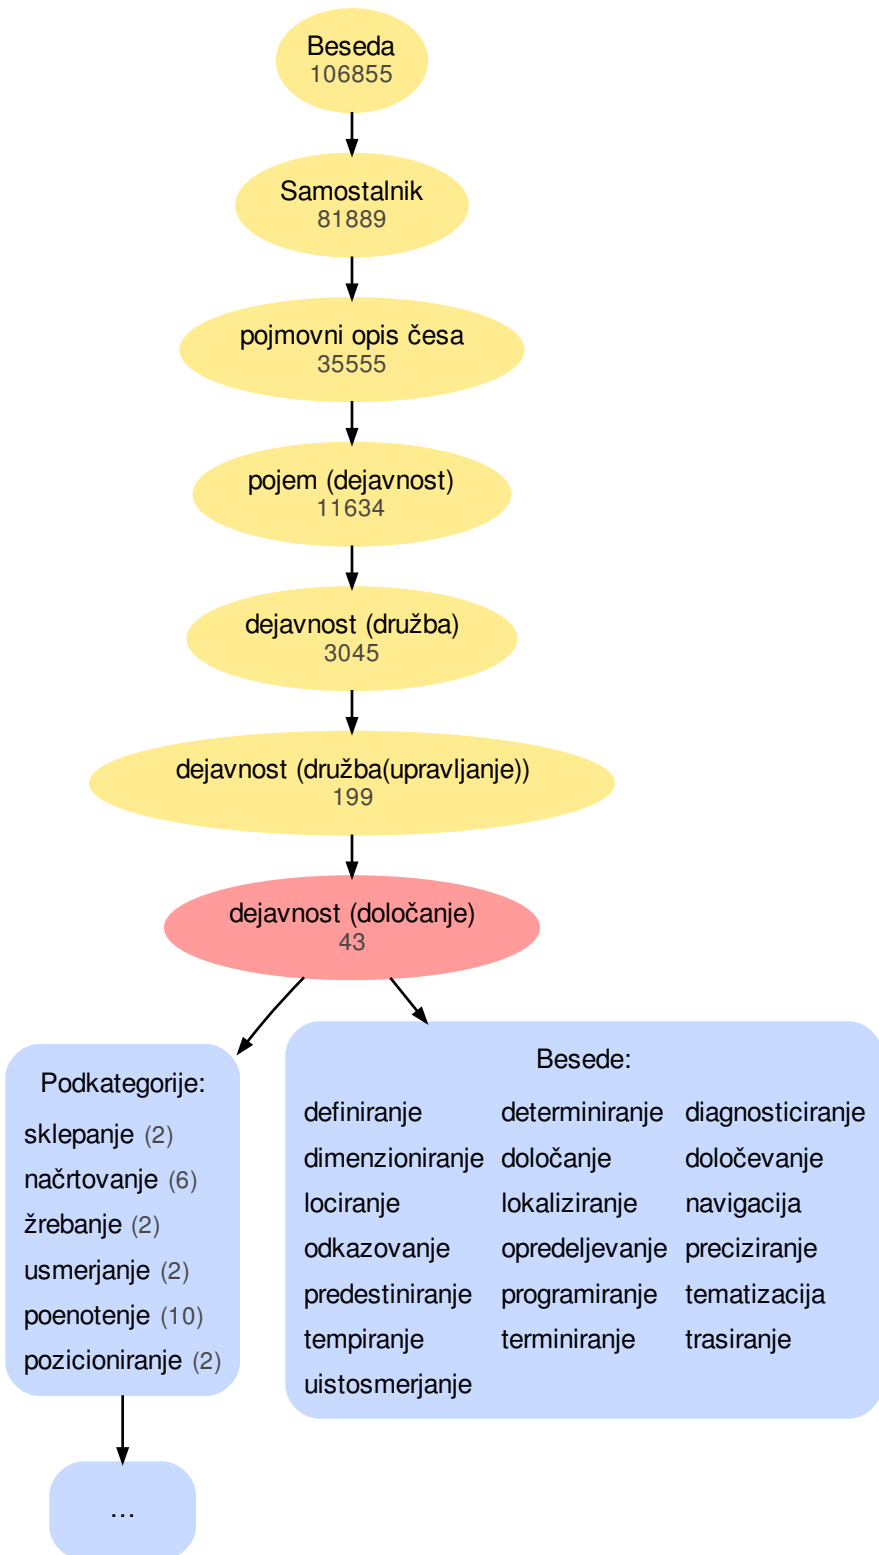 Beseda
106855
Samostalnik
81889
pojmovni opis česa
35555
pojem (dejavnost)
11634
dejavnost (družba)
3045
dejavnost (družba(upravljanje))
199
dejavnost (določanje)
43
Podkategorije:
sklepanje (2)
načrtovanje (6)
žrebanje (2)
usmerjanje (2)
poenotenje (10)
pozicioniranje (2)
...
Besede:
definiranje determiniranje diagnosticiranje
dimenzioniranje določanje določevanje
lociranje lokaliziranje navigacija
odkazovanje opredeljevanje preciziranje
predestiniranje programiranje tematizacija
tempiranje terminiranje trasiranje
uistosmerjanje